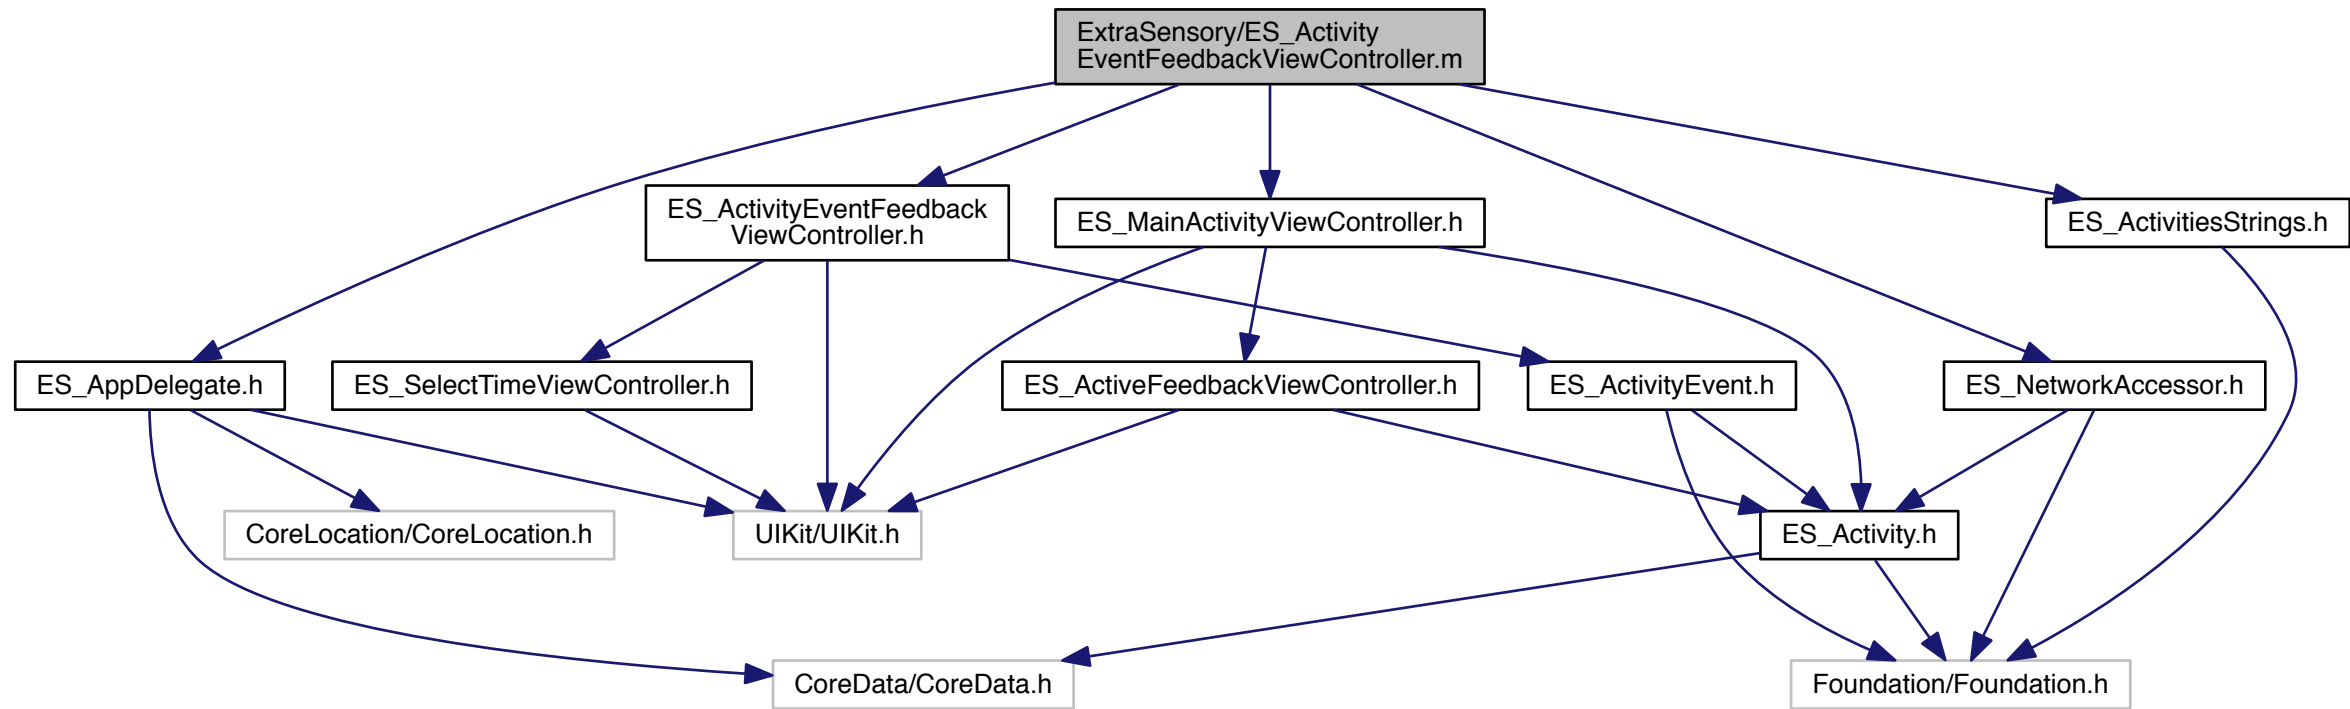 ExtraSensory/ES_Activity
EventFeedbackViewController.m
ES_ActivityEventFeedback
ViewController.h
ES_MainActivityViewController.h
ES_ActivitiesStrings.h
ES_AppDelegate.h
ES_SelectTimeViewController.h
ES_ActiveFeedbackViewController.h
ES_ActivityEvent.h
ES_NetworkAccessor.h
CoreLocation/CoreLocation.h
UIKit/UIKit.h
ES_Activity.h
CoreData/CoreData.h
Foundation/Foundation.h